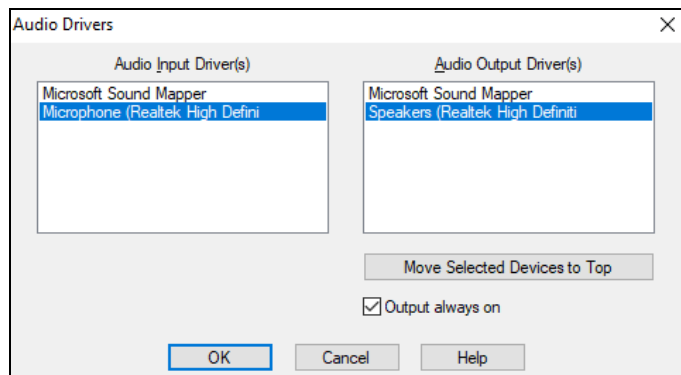 Audio Drivers
Audio Input Driver(s)
Microsoft Sound Mapper
Microphone (Realtek High Defini
Audio Output Driver(s)
Microsoft Sound Mapper
Speakers (Realtek High Definiti
Move Selected Devices to Top
Output always on
OK
Cancel
Help